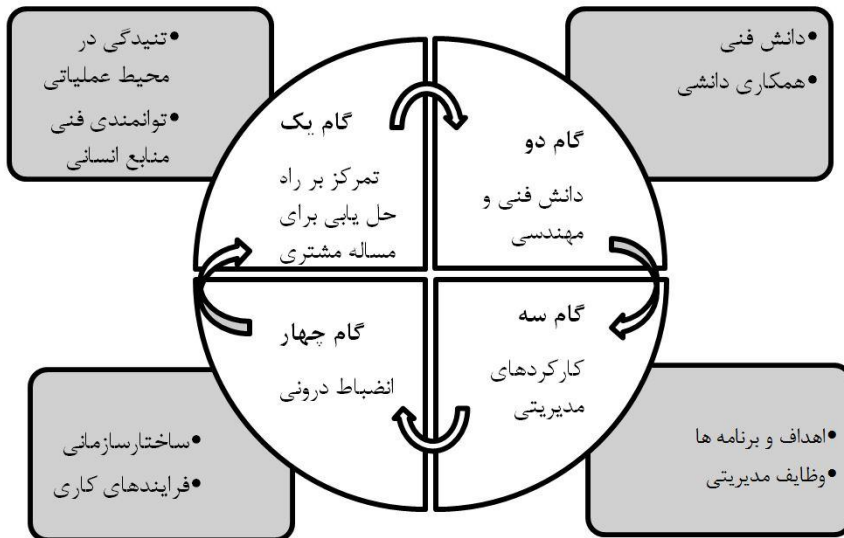 •تنیدگی در
محیط عملیاتی
•توانمندی فنی
منابع انسانی
گام یک
تمرکز بر راه
حل یابی برای
مساله مشتری
•دانش فنی
•همکاری دانشی
گام دو
دانش فنی و
مهندسی
گام سه
کارکردهای
مدیریتی
•اهداف و برنامه ها
•وظایف مدیریتی
گام چهار
انضباط درونی
•ساختارسازمانی
•فرایندهای کاری